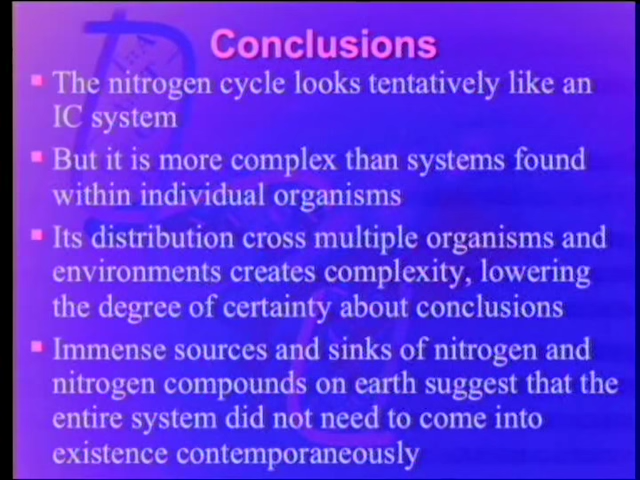 Conclusions
The nitrogen cycle looks tentatively like an
IC system
But it is more complex than systems found
within individual organisms
Its distribution cross multiple organisms and
environments creates complexity, lowering
the degree of certainty about conclusions
Immense sources and sinks of nitrogen and
nitrogen compounds on earth suggest that the
entire system did not need to come into
existence contemporaneously